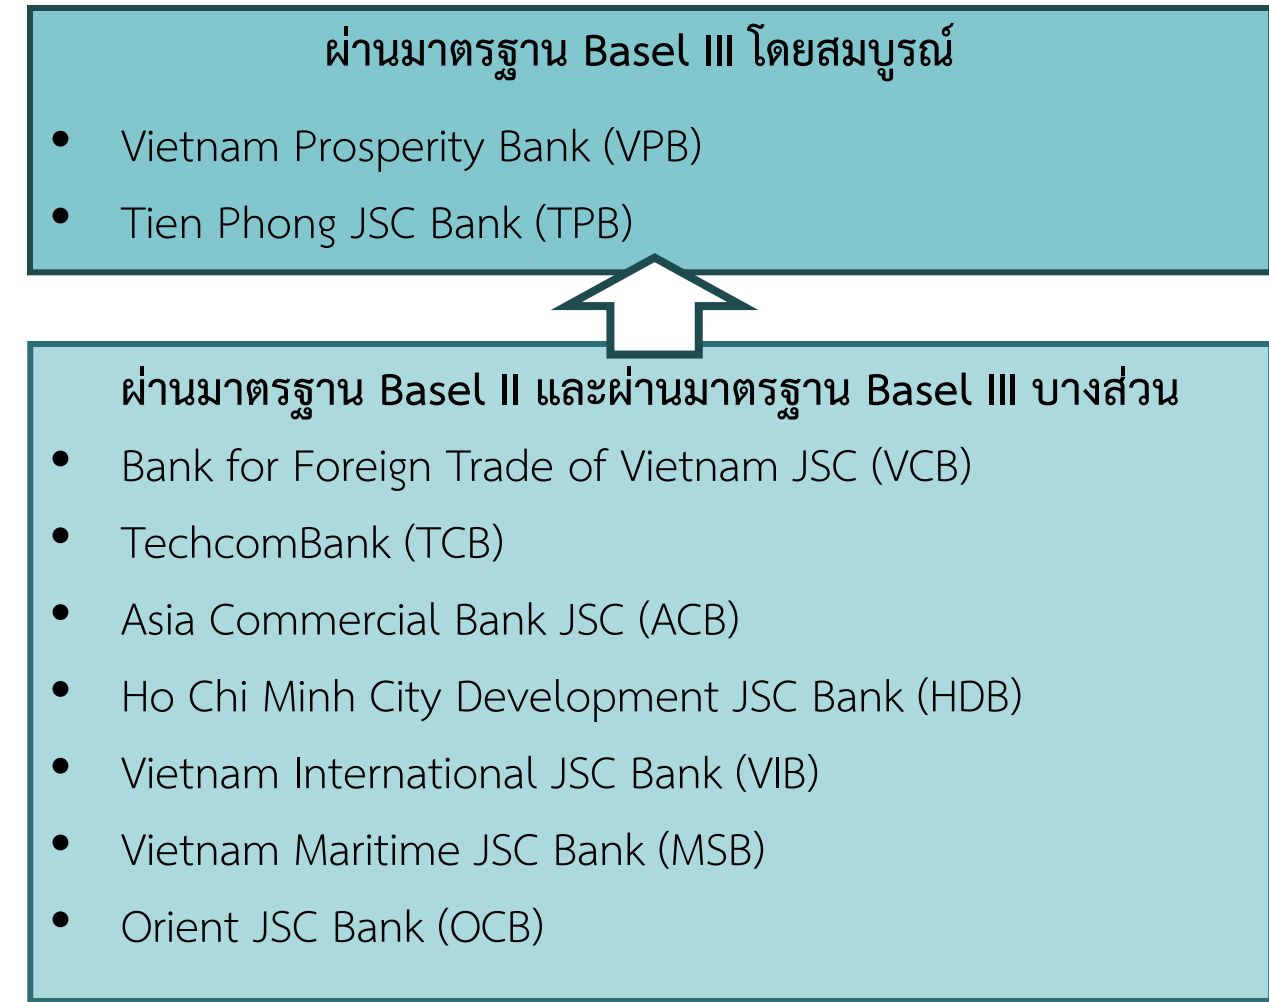 ผ่านมาตรฐาน Basel III โดยสมบูรณ์
• Vietnam Prosperity Bank (VPB)
• Tien Phong JSC Bank (TPB)
ผ่านมาตรฐาน Basel II และผ่านมาตรฐาน Basel III บางส่วน
• Bank for Foreign Trade of Vietnam JSC (VCB)
• TechcomBank (TCB)
• Asia Commercial Bank JSC (ACB)
• Ho Chi Minh City Development JSC Bank (HDB)
• Vietnam International JSC Bank (VIB)
• Vietnam Maritime JSC Bank (MSB)
• Orient JSC Bank (OCB)